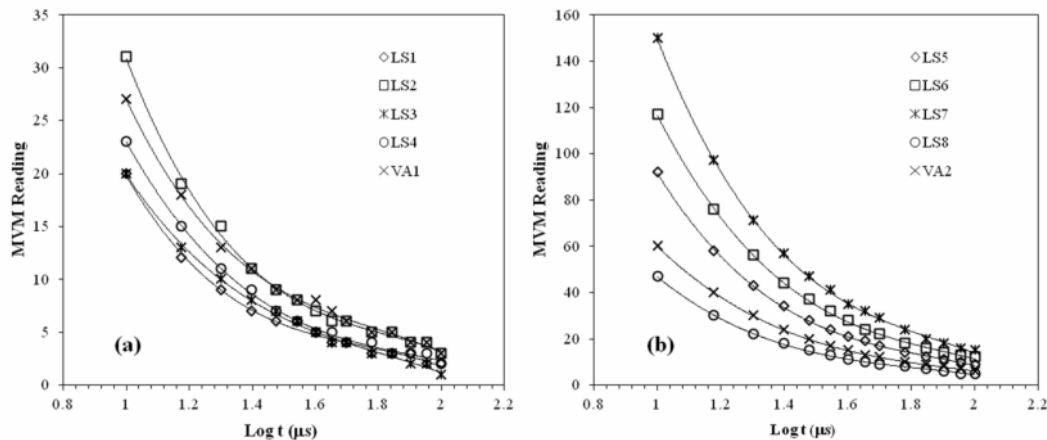 35
30
25
20
15
10
5
0
MVM Reading
LS1
LS2
LS3
LS4
VA1
(a)
0.8 1 1.2 1.4 1.6 1.8 2 2.2
Log t (μs)
160
140
120
100
80
60
40
20
0
MVM Reading
LS5
LS6
LS7
LS8
VA2
(b)
0.8 1 1.2 1.4 1.6 1.8 2 2.2
Log t (μs)